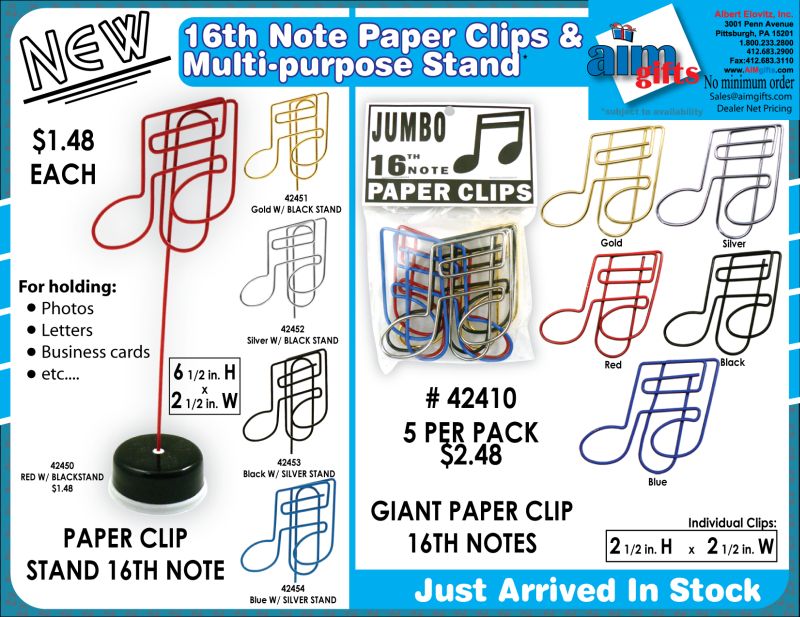 NEW
16th Note Paper Clips &
Multi-purpose Stand*
aim
gifts
*subject to availability
Albert Elovitz, Inc.
3001 Penn Avenue
Pittsburgh, PA 15201
1.800.233.2800
412.683.2900
Fax:412.683.3110
www.AIMgifts.com
No minimum order
Sales@aimgifts.com
Dealer Net Pricing
$1.48
EACH
For holding:
• Photos
• Letters
• Business cards
• etc....
6 1/2 in. H
x
2 1/2 in. W
42450
RED W/ BLACKSTAND
$1.48
PAPER CLIP
STAND 16TH NOTE
42451
Gold W/ BLACK STAND
42452
Silver W/ BLACK STAND
42453
Black W/ SILVER STAND
42454
Blue W/ SILVER STAND
JUMBO
16TH
NOTE
PAPER CLIPS
# 42410
5 PER PACK
$2.48
GIANT PAPER CLIP
16TH NOTES
Gold
Silver
Red
Black
Blue
Individual Clips:
2 1/2 in. H x 2 1/2 in. W
Just Arrived In Stock